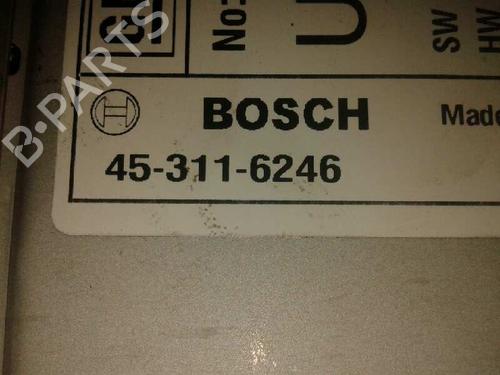 No:
U
SW
HW
BOSCH
Made
45-311-6246
B-PARTS